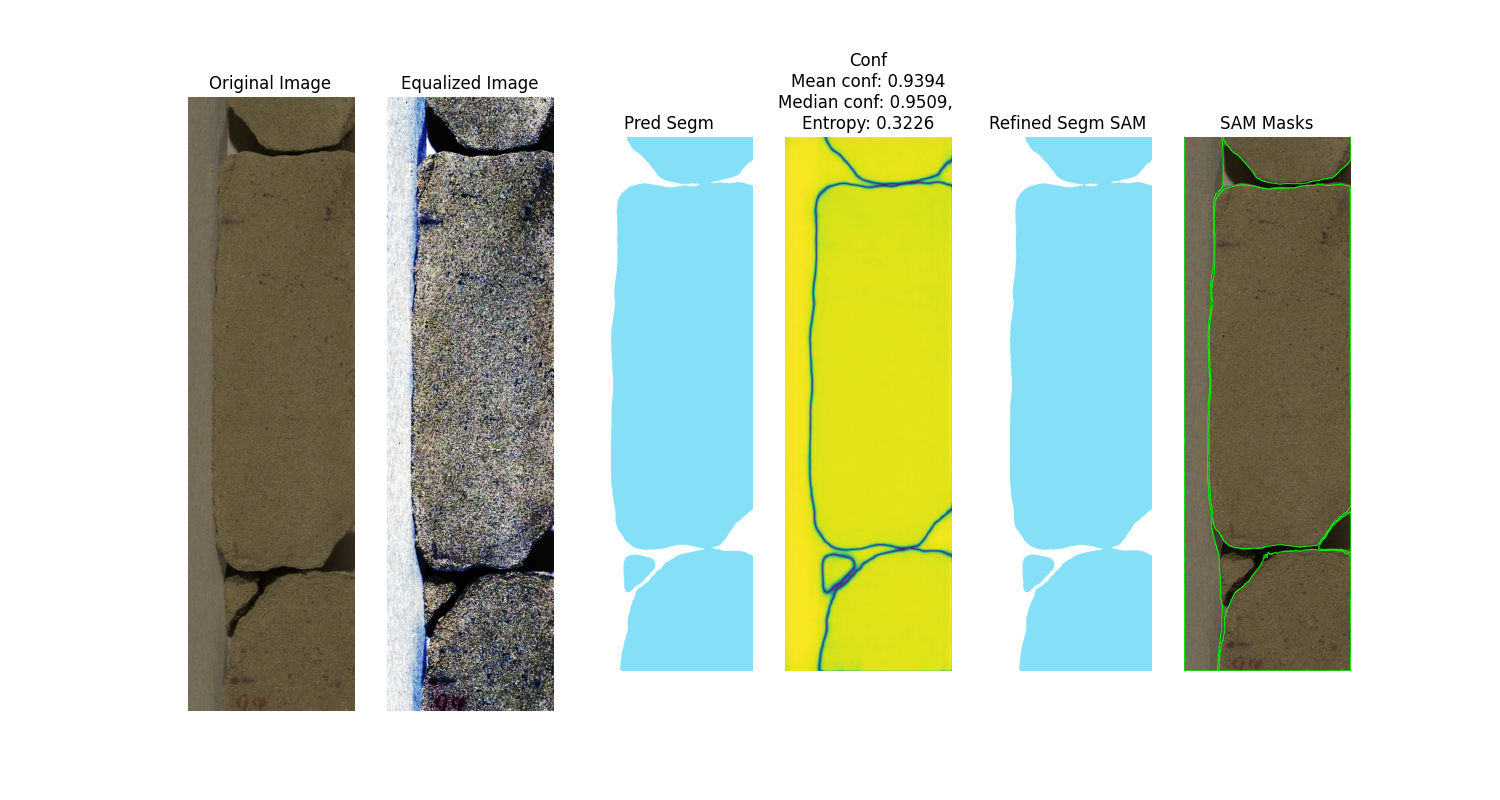 Original Image
Equalized Image
Pred Segm
Conf
Mean conf: 0.9394
Median conf: 0.9509,
Entropy: 0.3226
Refined Segm SAM
SAM Masks